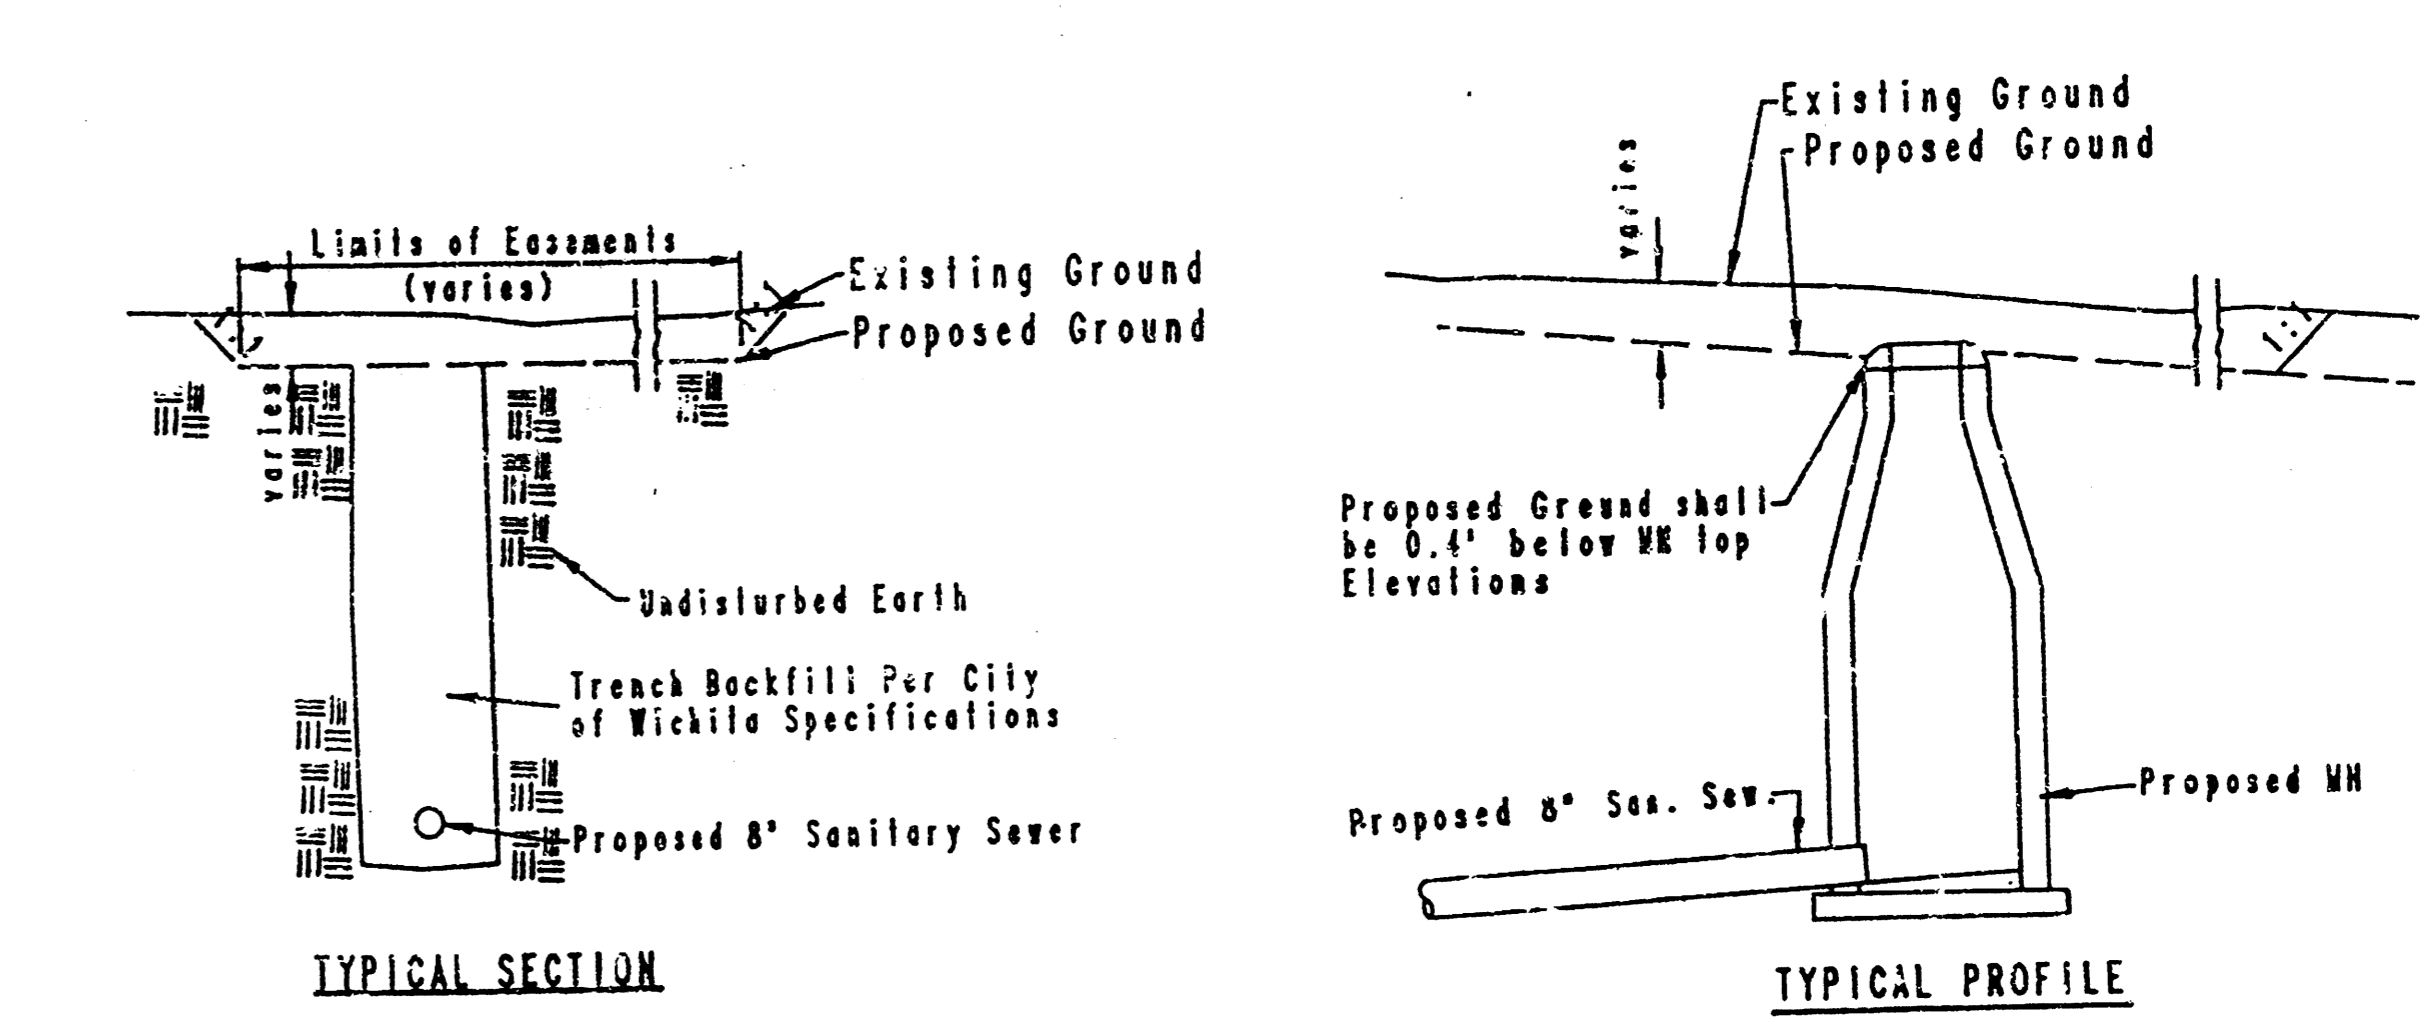 Limits of Easements
(varies)
Existing Ground
Proposed Ground
varies
Undisturbed Earth
Trench Backfill Per City
of Wichita Specifications
Proposed 8" Sanitary Sewer
TYPICAL SECTION
Existing Ground
Proposed Ground
varies
Proposed Ground shall
be 0.4' below MH top
Elevations
Proposed 8" San. Sew.
Proposed MH
TYPICAL PROFILE